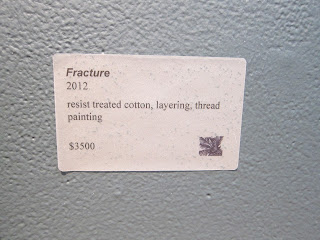 Fracture
2012
resist treated cotton, layering, thread
painting
$3500